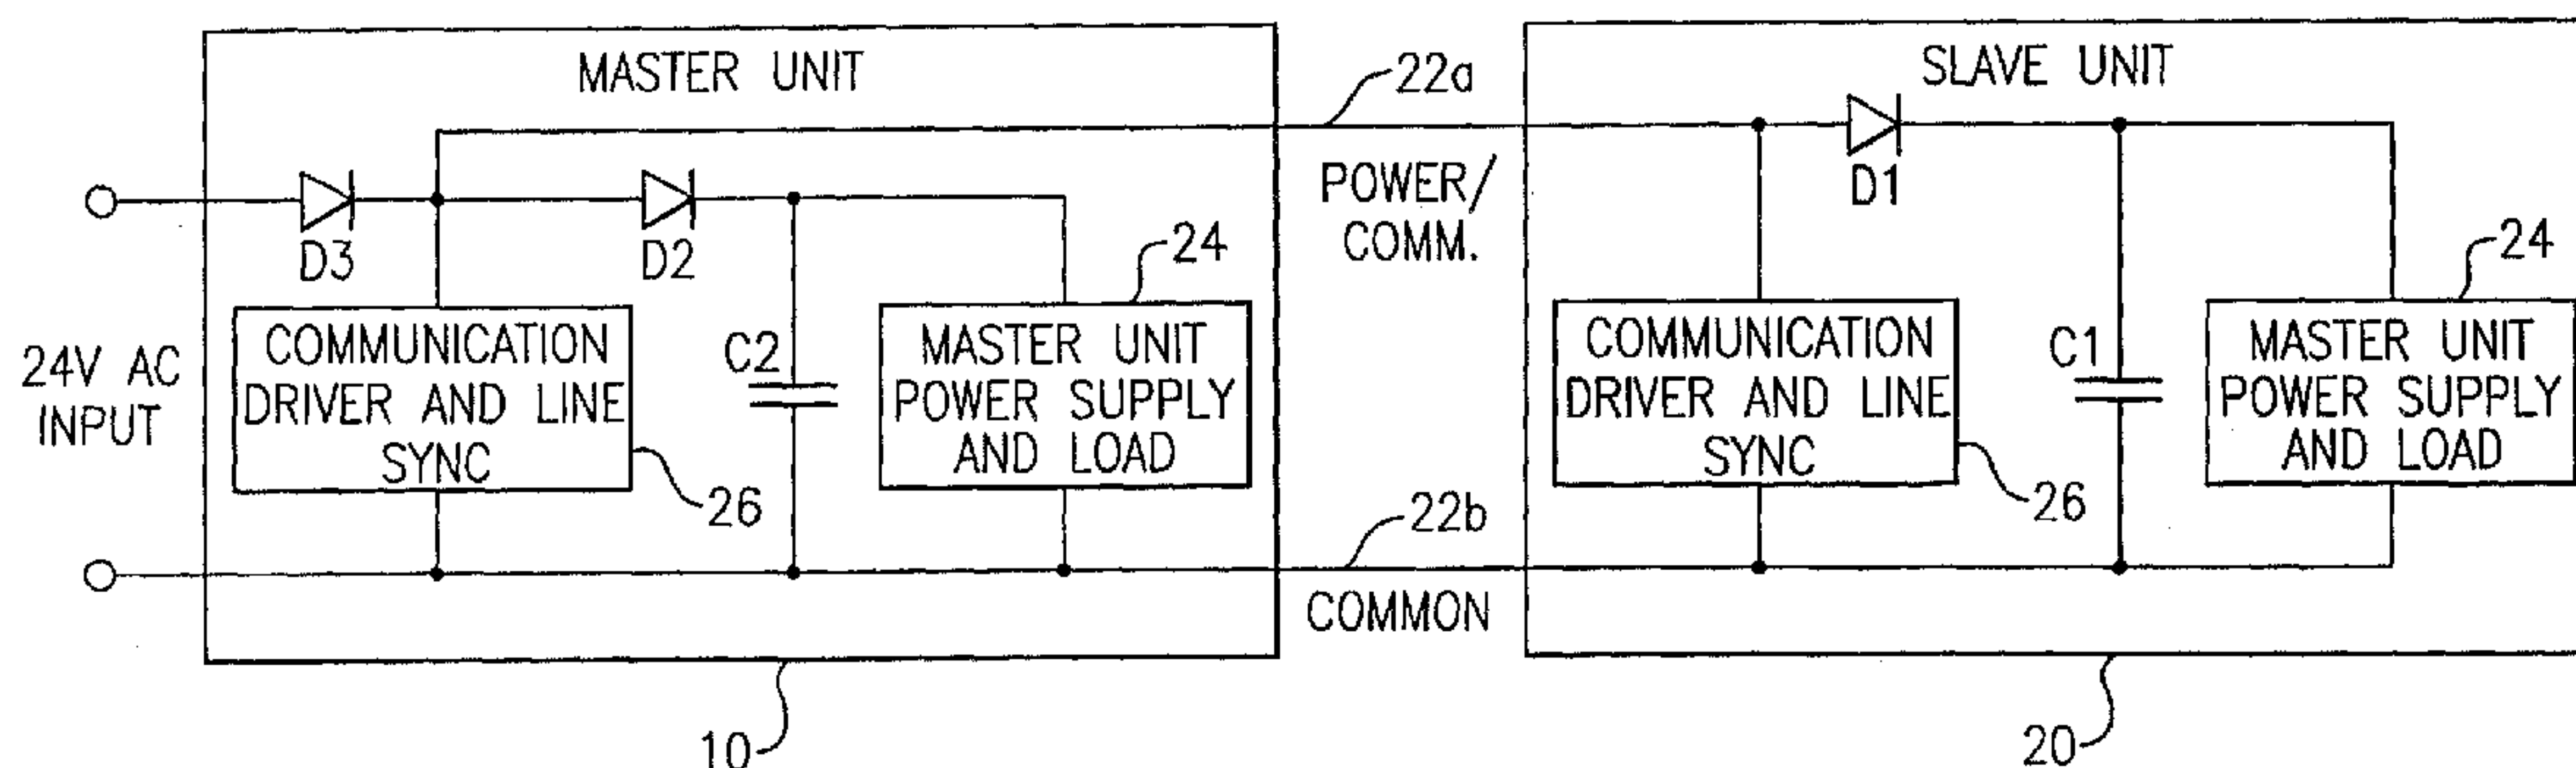 MASTER UNIT
SLAVE UNIT
22a
POWER/
COMM.
D3
D2
D1
24
24
24V AC
INPUT
COMMUNICATION
DRIVER AND LINE
SYNC
C2
MASTER UNIT
POWER SUPPLY
AND LOAD
COMMUNICATION
DRIVER AND LINE
SYNC
C1
MASTER UNIT
POWER SUPPLY
AND LOAD
26
22b
26
COMMON
10
20